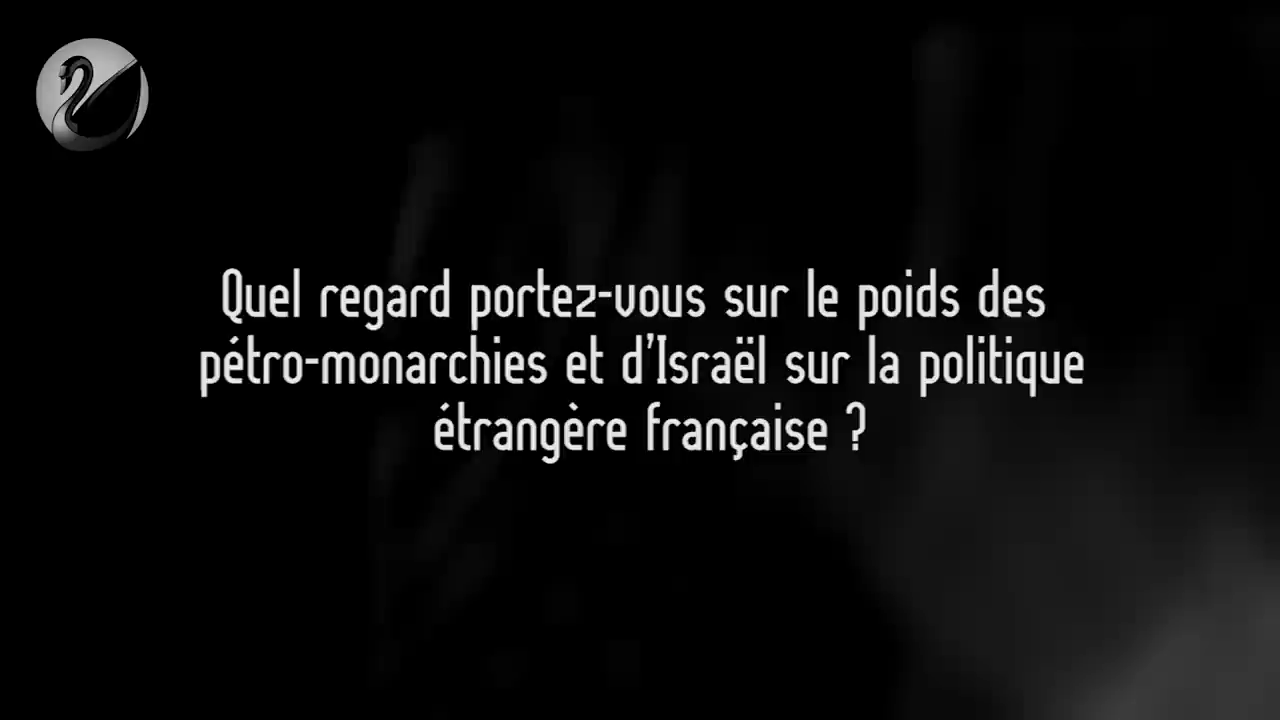 Quel regard portez-vous sur le poids des
pétro-monarchies et d'Israël sur la politique
étrangère française ?